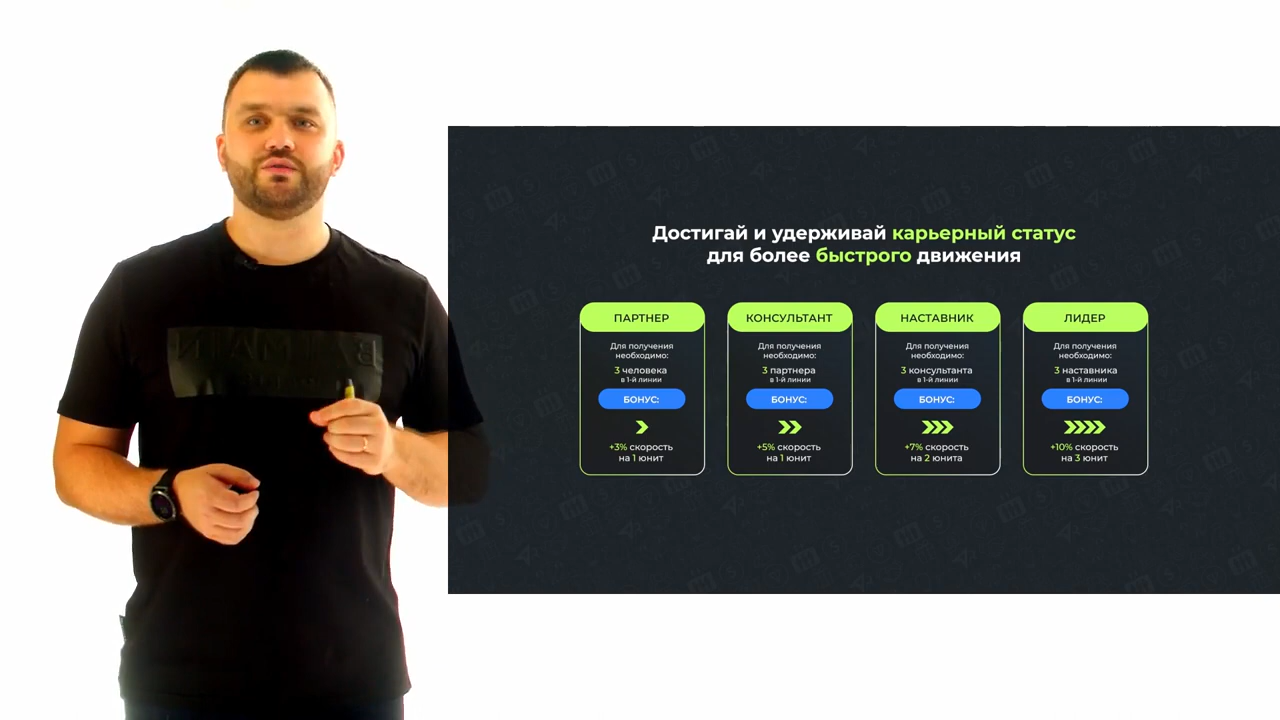 Достигай и удерживай карьерный статус
для более быстрого движения
ПАРТНЕР
Для получения
необходимо:
3 человека
в 1-й линии
БОНУС:
+3% скорость
на 1 юнит
КОНСУЛЬТАНТ
Для получения
необходимо:
3 партнера
в 1-й линии
БОНУС:
+5% скорость
на 1 юнит
НАСТАВНИК
Для получения
необходимо:
3 консультанта
в 1-й линии
БОНУС:
+7% скорость
на 2 юнита
ЛИДЕР
Для получения
необходимо:
3 наставника
в 1-й линии
БОНУС:
+10% скорость
на 3 юнит